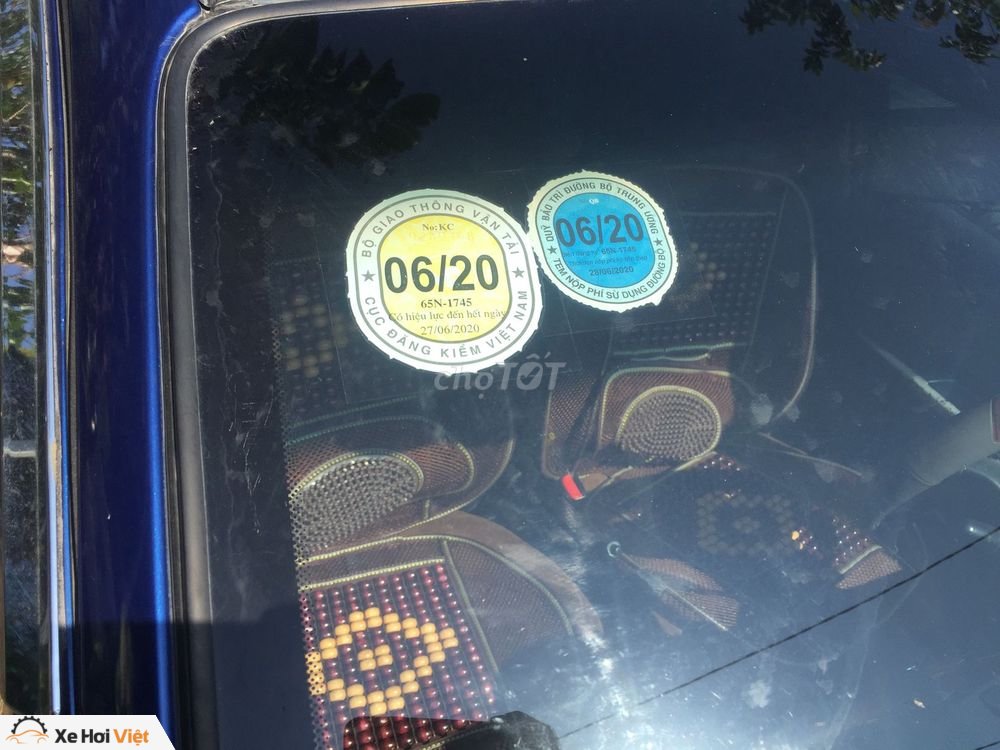 BỘ GIAO THÔNG VẬN TẢI
No: KC
06/20
65N-1745
Có hiệu lực đến hết ngày
27/06/2020
CỤC ĐĂNG KIỂM VIỆT NAM
QUỸ BẢO TRÌ ĐƯỜNG BỘ TRUNG ƯƠNG
06/20
65N-1745
28/06/2020
TEM NỘP PHÍ SỬ DỤNG ĐƯỜNG BỘ
chợTỐT
Xe Hơi Việt